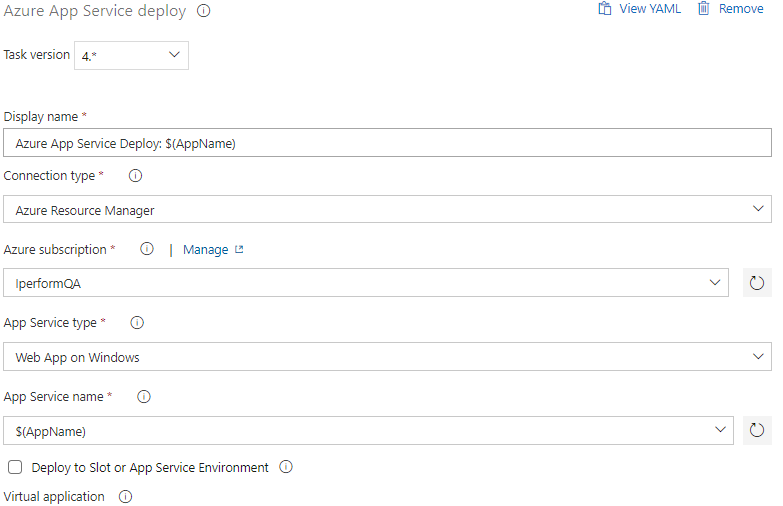 Azure App Service deploy
View YAML
Remove
Task version 4.*
Display name *
Azure App Service Deploy: $(AppName)
Connection type *
Azure Resource Manager
Azure subscription * | Manage
IperformQA
App Service type *
Web App on Windows
App Service name *
$(AppName)
Deploy to Slot or App Service Environment
Virtual application